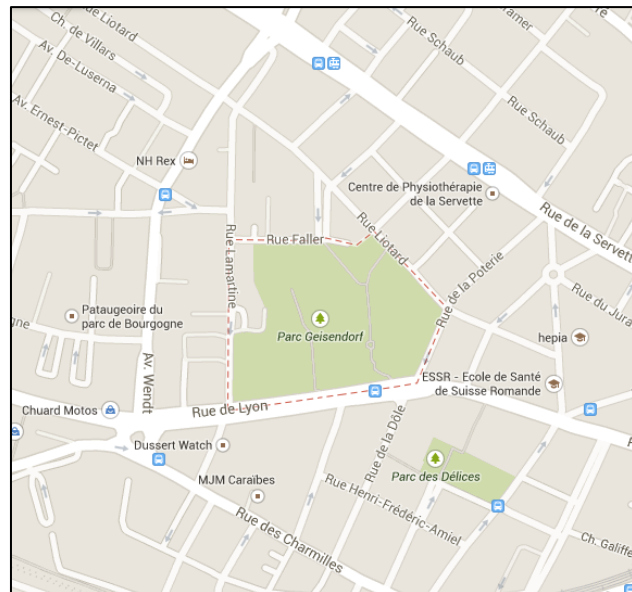 Rue de Liotard
Ch. de Villars
Av. De-Luserna
Av. Ernest-Pictet
Rue Schaub
Rue Schaub
NH Rex
Centre de Physiothérapie
de la Servette
Rue de la Servette
Rue Faller
Rue Liotard
Rue Lamartine
Rue de la Poterie
Rue du Jura
Pataugeoire du
parc de Bourgogne
Parc Geisendorf
hepia
Av. Wendt
ESSR - Ecole de Santé
de Suisse Romande
Chuard Motos
Rue de Lyon
Dussert Watch
Rue de la Dôle
MJM Caraïbes
Parc des Délices
Rue Henri-Frédéric-Amiel
Rue des Charmilles
Ch. Galiffe